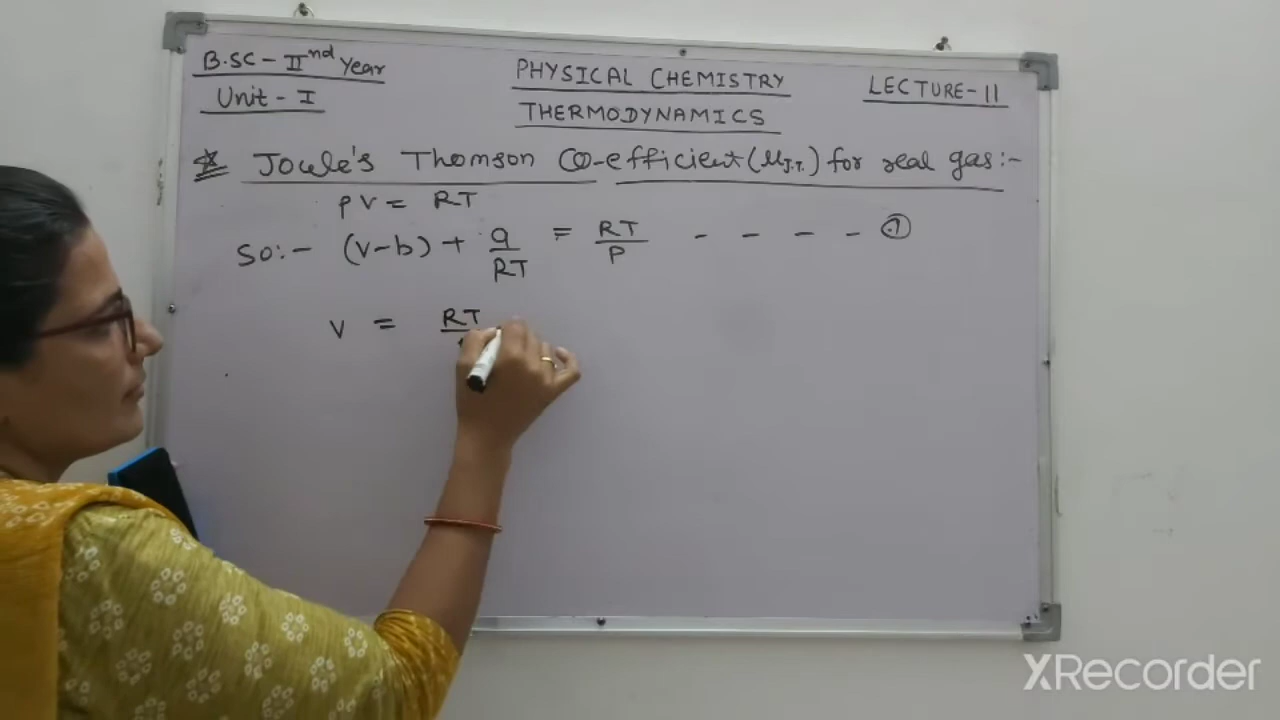 B.SC - IInd Year
Unit - I
PHYSICAL CHEMISTRY
THERMODYNAMICS
LECTURE-11
Joule's Thomson Co-efficient (μJ.T.) for real gas:-
PV = RT
So:- (V-b) + a/RT = RT/P - - - - ①
V = RT
XRecorder